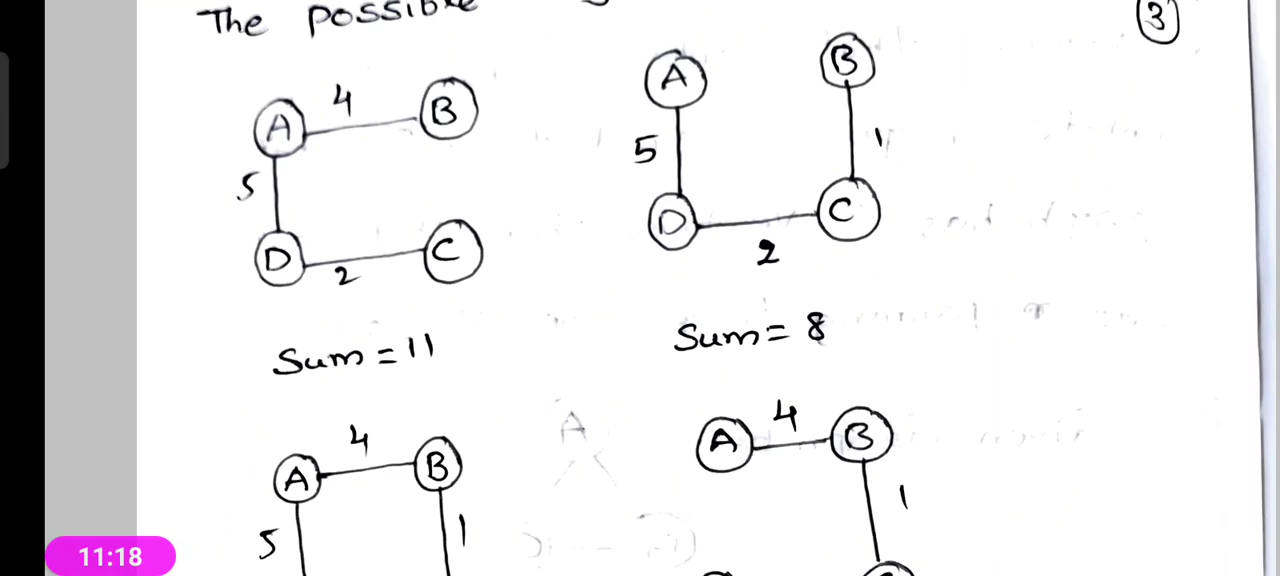 The possible
3
4
A B
5
D C
2
Sum = 11
A B
5 1
D C
2
Sum = 8
4
A B
5 1
4
A B
1
A
11:18